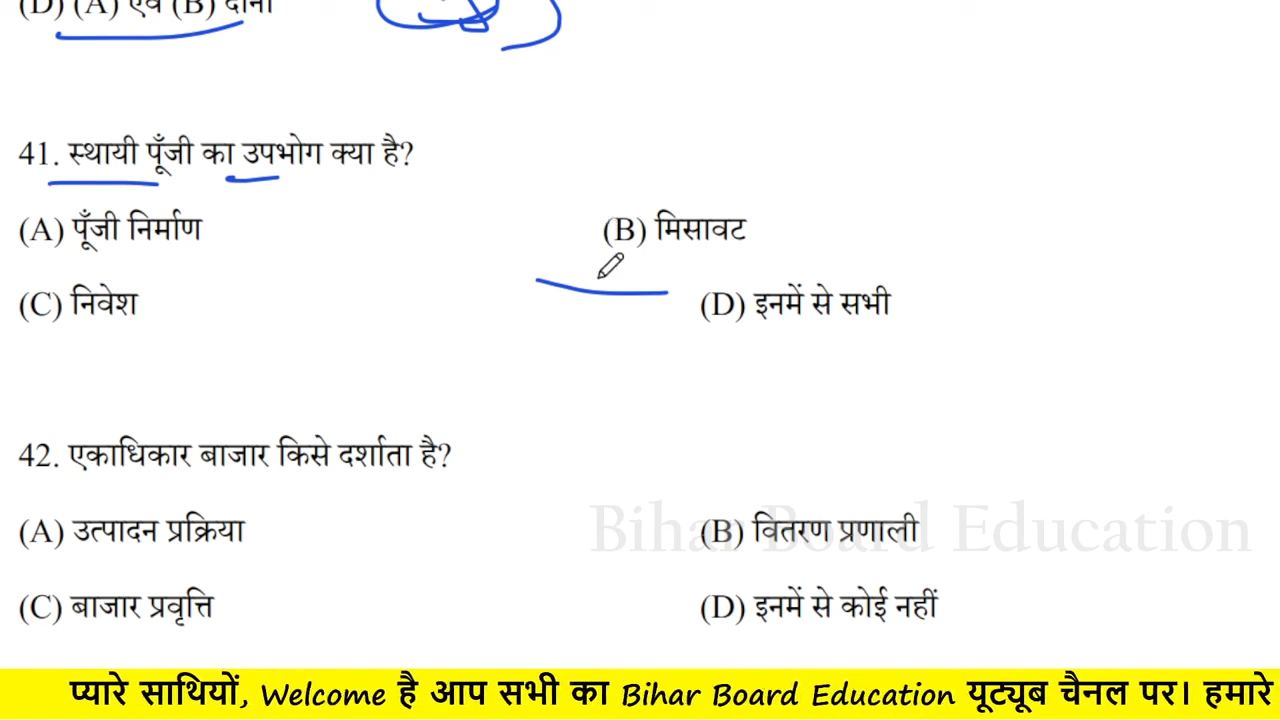 (D) (A) एवं (B) दोनों
41. स्थायी पूँजी का उपभोग क्या है?
(A) पूँजी निर्माण (B) मिसावट
(C) निवेश (D) इनमें से सभी
42. एकाधिकार बाजार किसे दर्शाता है?
(A) उत्पादन प्रक्रिया (B) वितरण प्रणाली
Bihar Board Education
(C) बाजार प्रवृत्ति (D) इनमें से कोई नहीं
प्यारे साथियों, Welcome है आप सभी का Bihar Board Education यूट्यूब चैनल पर। हमारे